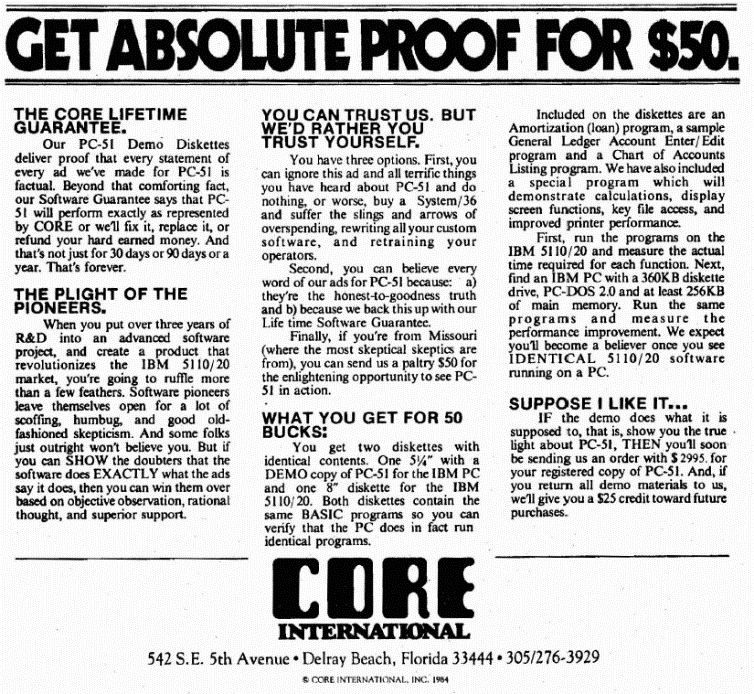 GET ABSOLUTE PROOF FOR $50.
THE CORE LIFETIME
GUARANTEE.
Our PC-51 Demo Diskettes
deliver proof that every statement of
every ad we've made for PC-51 is
factual. Beyond that comforting fact,
our Software Guarantee says that PC-
51 will perform exactly as represented
by CORE or we'll fix it, replace it, or
refund your hard earned money. And
that's not just for 30 days or 90 days or a
year. That's forever.
THE PLIGHT OF THE
PIONEERS.
When you put over three years of
R&D into an advanced software
project, and create a product that
revolutionizes the IBM 5110/20
market, you're going to ruffle more
than a few feathers. Software pioneers
leave themselves open for a lot of
scoffing, humbug, and good old-
fashioned skepticism. And some folks
just outright won't believe you. But if
you can SHOW the doubters that the
software does EXACTLY what the ads
say it does, then you can win them over
based on objective observation, rational
thought, and superior support.
YOU CAN TRUST US. BUT
WE'D RATHER YOU
TRUST YOURSELF.
You have three options. First, you
can ignore this ad and all terrific things
you have heard about PC-51 and do
nothing, or worse, buy a System/36
and suffer the slings and arrows of
overspending, rewriting all your custom
software, and retraining your
operators.
Second, you can believe every
word of our ads for PC-51 because: a)
they're the honest-to-goodness truth
and b) because we back this up with our
Life time Software Guarantee.
Finally, if you're from Missouri
(where the most skeptical skeptics are
from), you can send us a paltry $50 for
the enlightening opportunity to see PC-
51 in action.
WHAT YOU GET FOR 50
BUCKS:
You get two diskettes with
identical contents. One 5¼" with a
DEMO copy of PC-51 for the IBM PC
and one 8" diskette for the IBM
5110/20. Both diskettes contain the
same BASIC programs so you can
verify that the PC does in fact run
identical programs.
Included on the diskettes are an
Amortization (loan) program, a sample
General Ledger Account Enter/Edit
program and a Chart of Accounts
Listing program. We have also included
a special program which will
demonstrate calculations, display
screen functions, key file access, and
improved printer performance.
First, run the programs on the
IBM 5110/20 and measure the actual
time required for each function. Next,
find an IBM PC with a 360KB diskette
drive, PC-DOS 2.0 and at least 256KB
of main memory. Run the same
programs and measure the
performance improvement. We expect
you'll become a believer once you see
IDENTICAL 5110/20 software
running on a PC.
SUPPOSE I LIKE IT...
IF the demo does what it is
supposed to, that is, show you the true
light about PC-51, THEN you'll soon
be sending us an order with $2995. for
your registered copy of PC-51. And, if
you return all demo materials to us,
we'll give you a $25 credit toward future
purchases.
CORE
INTERNATIONAL
542 S.E. 5th Avenue • Delray Beach, Florida 33444 • 305/276-3929
© CORE INTERNATIONAL, INC. 1984